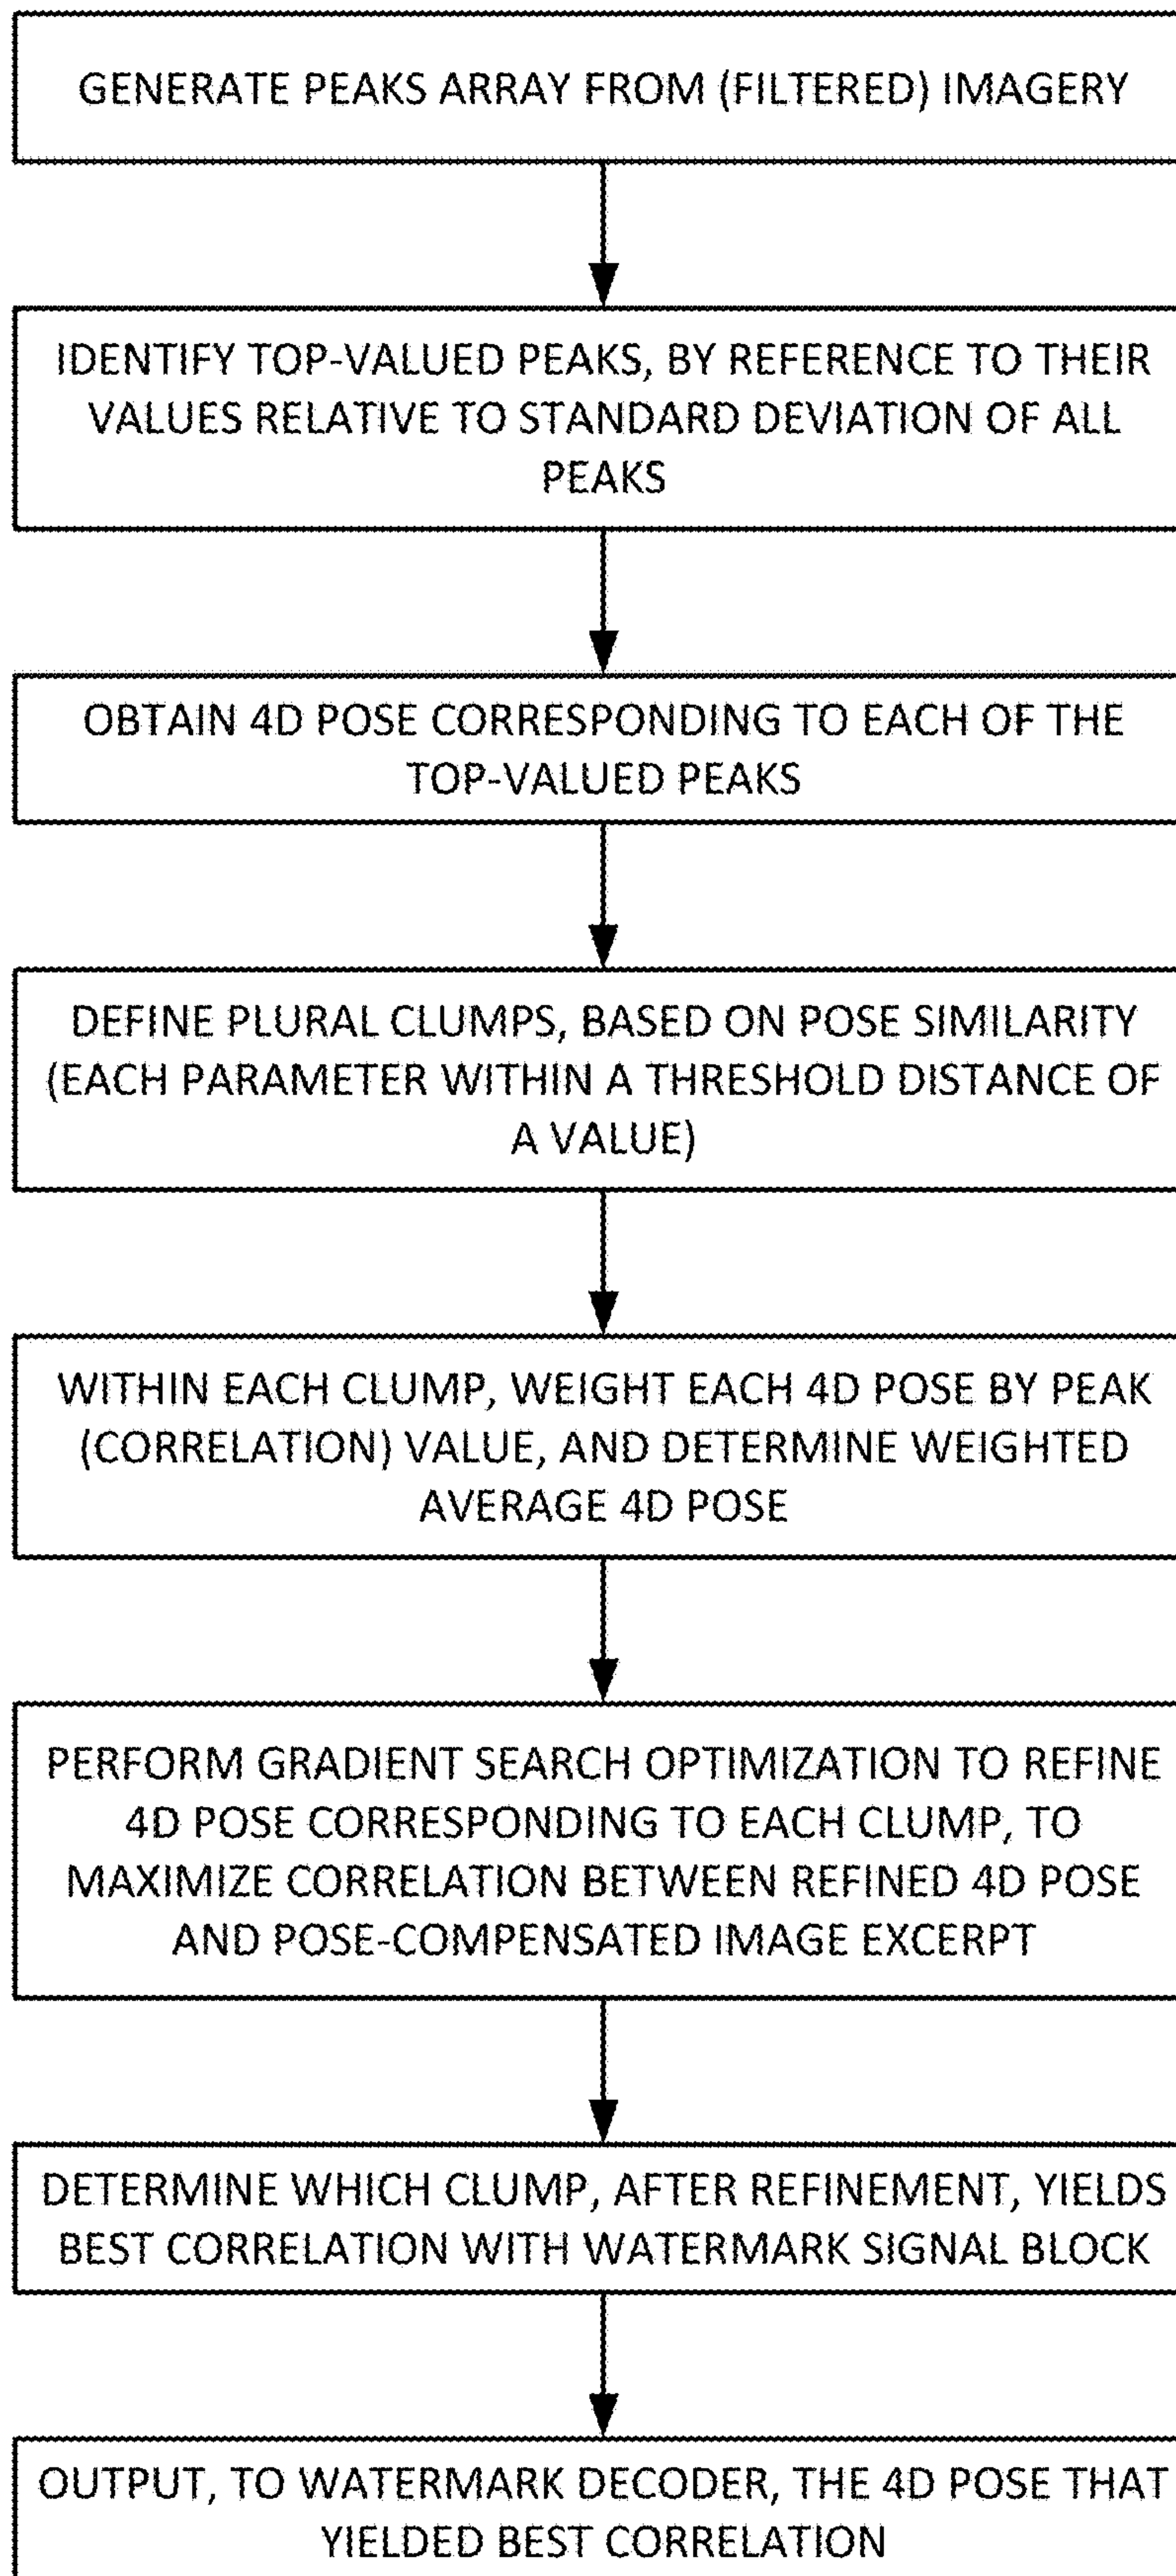 GENERATE PEAKS ARRAY FROM (FILTERED) IMAGERY
IDENTIFY TOP-VALUED PEAKS, BY REFERENCE TO THEIR
VALUES RELATIVE TO STANDARD DEVIATION OF ALL
PEAKS
OBTAIN 4D POSE CORRESPONDING TO EACH OF THE
TOP-VALUED PEAKS
DEFINE PLURAL CLUMPS, BASED ON POSE SIMILARITY
(EACH PARAMETER WITHIN A THRESHOLD DISTANCE OF
A VALUE)
WITHIN EACH CLUMP, WEIGHT EACH 4D POSE BY PEAK
(CORRELATION) VALUE, AND DETERMINE WEIGHTED
AVERAGE 4D POSE
PERFORM GRADIENT SEARCH OPTIMIZATION TO REFINE
4D POSE CORRESPONDING TO EACH CLUMP, TO
MAXIMIZE CORRELATION BETWEEN REFINED 4D POSE
AND POSE-COMPENSATED IMAGE EXCERPT
DETERMINE WHICH CLUMP, AFTER REFINEMENT, YIELDS
BEST CORRELATION WITH WATERMARK SIGNAL BLOCK
OUTPUT, TO WATERMARK DECODER, THE 4D POSE THAT
YIELDED BEST CORRELATION